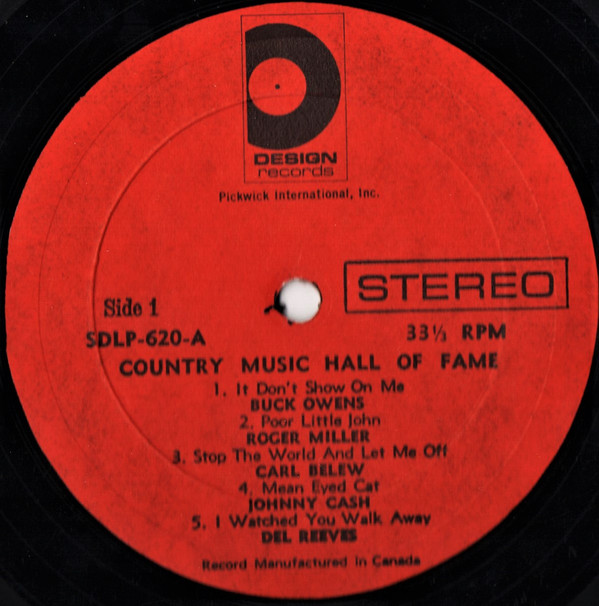 DESIGN
records
Pickwick International, Inc.
STEREO
Side 1
SDLP-620-A
33⅓ RPM
COUNTRY MUSIC HALL OF FAME
1. It Don't Show On Me
BUCK OWENS
2. Poor Little John
ROGER MILLER
3. Stop The World And Let Me Off
CARL BELEW
4. Mean Eyed Cat
JOHNNY CASH
5. I Watched You Walk Away
DEL REEVES
Record Manufactured in Canada